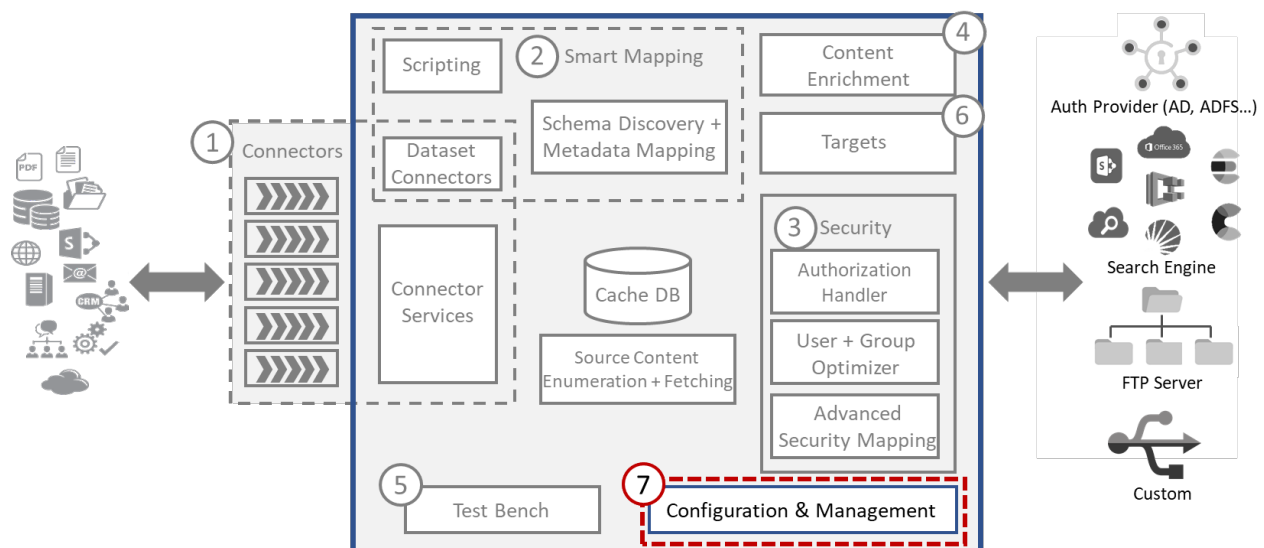 1
Connectors
PDF
S
@
CRM
2
Smart Mapping
Scripting
Schema Discovery +
Metadata Mapping
Dataset
Connectors
Connector
Services
Cache DB
Source Content
Enumeration + Fetching
4
Content
Enrichment
6
Targets
3
Security
Authorization
Handler
User + Group
Optimizer
Advanced
Security Mapping
5
Test Bench
7
Configuration & Management
Auth Provider (AD, ADFS...)
Office 365
S
Search Engine
FTP Server
Custom